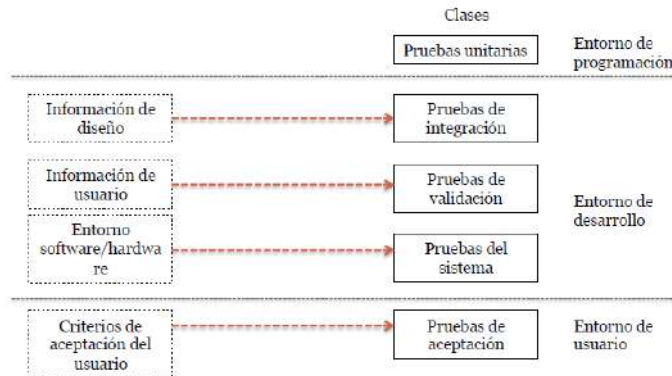 Clases
Pruebas unitarias
Entorno de
programación
Información de
diseño
Pruebas de
integración
Información de
usuario
Pruebas de
validación
Entorno de
desarrollo
Entorno
software/hardwa
re
Pruebas del
sistema
Criterios de
aceptación del
usuario
Pruebas de
aceptación
Entorno de
usuario